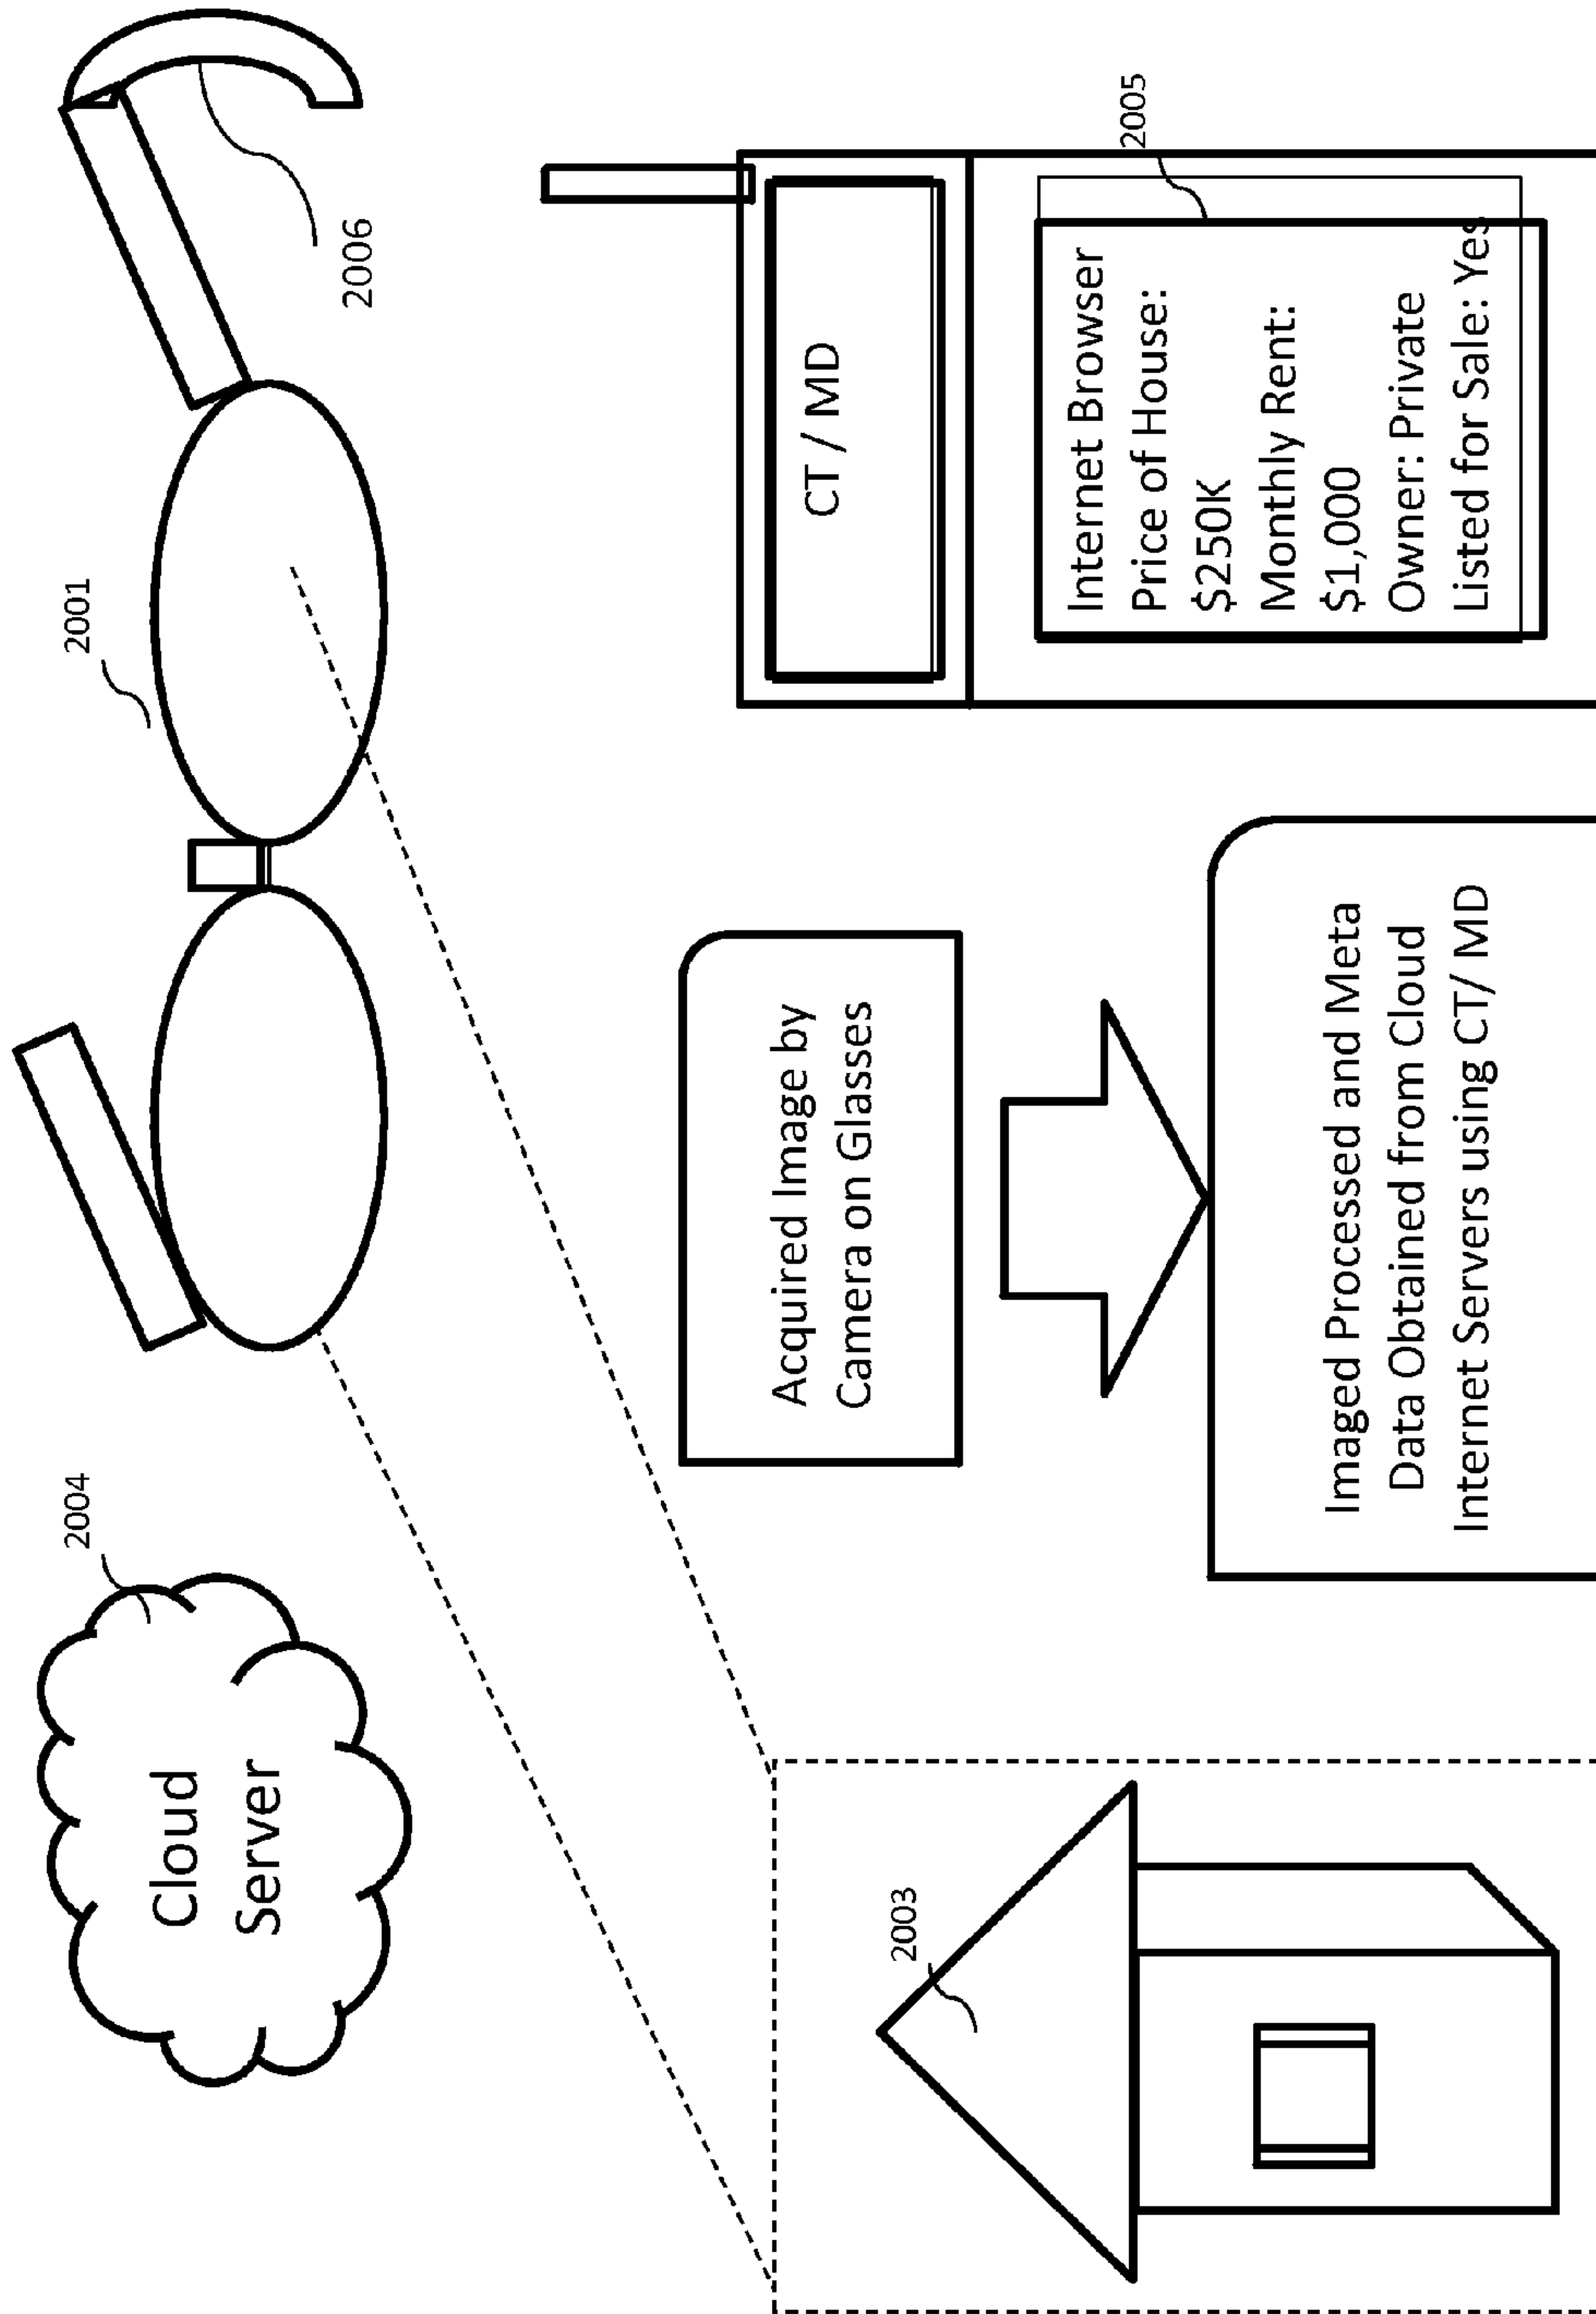 2004
Cloud
Server
2001
2006
2003
Acquired Image by
Camera on Glasses
Imaged Processed and Meta
Data Obtained from Cloud
Internet Servers using CT/ MD
CT / MD
2005
Internet Browser
Price of House:
$250K
Monthly Rent:
$1,000
Owner: Private
Listed for Sale: Yes